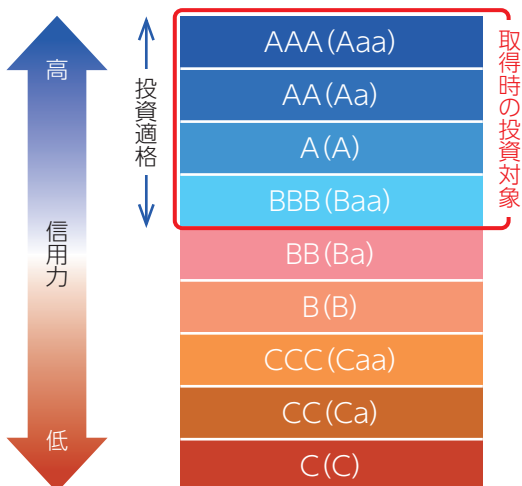 高
信用力
低
投資適格
AAA(Aaa)
AA(Aa)
A(A)
BBB(Baa)
BB(Ba)
B(B)
CCC(Caa)
CC(Ca)
C(C)
取得時の投資対象